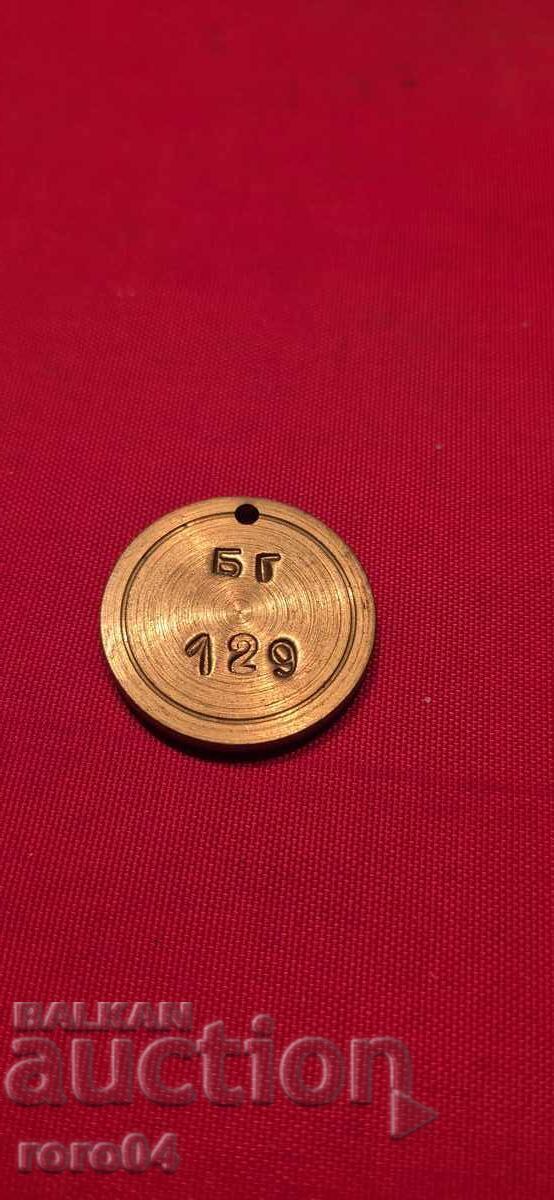 БГ
129
BALKAN
auction
roro04